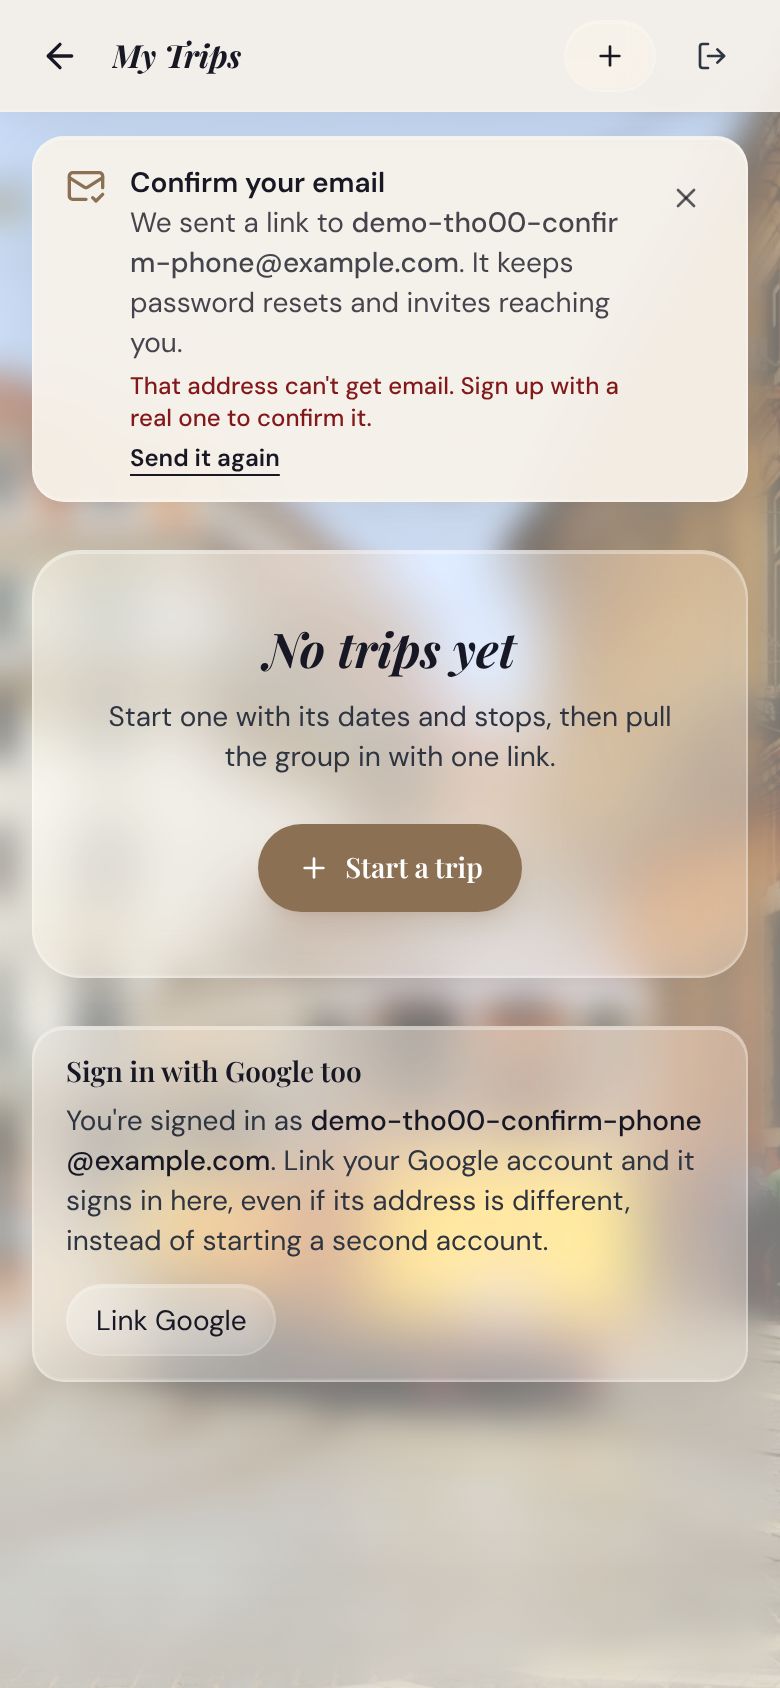 My Trips
Confirm your email
We sent a link to demo-tho00-confir
m-phone@example.com. It keeps
password resets and invites reaching
you.
That address can't get email. Sign up with a
real one to confirm it.
Send it again
No trips yet
Start one with its dates and stops, then pull
the group in with one link.
Start a trip
Sign in with Google too
You're signed in as demo-tho00-confirm-phone
@example.com. Link your Google account and it
signs in here, even if its address is different,
instead of starting a second account.
Link Google